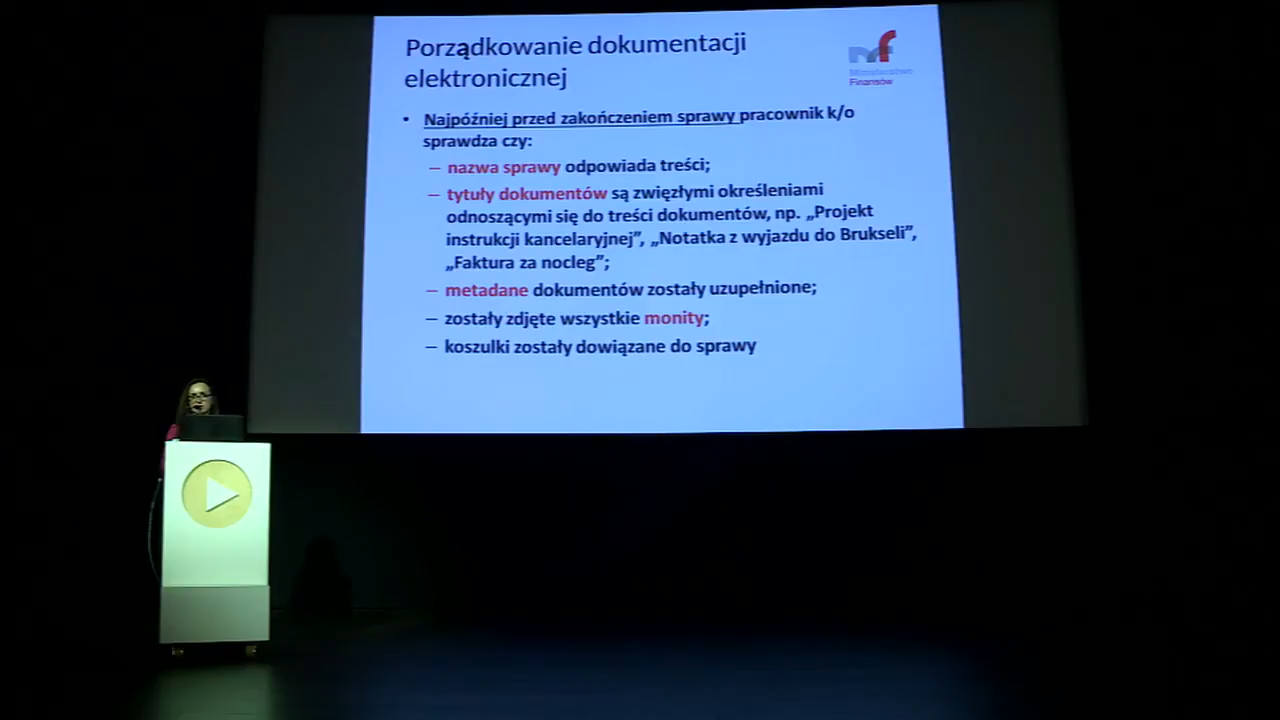 Porządkowanie dokumentacji
elektronicznej
mf
Ministerstwo
Finansów
• Najpóźniej przed zakończeniem sprawy pracownik k/o
sprawdza czy:
– nazwa sprawy odpowiada treści;
– tytuły dokumentów są zwięzłymi określeniami
odnoszącymi się do treści dokumentów, np. „Projekt
instrukcji kancelaryjnej”, „Notatka z wyjazdu do Brukseli”,
„Faktura za nocleg”;
– metadane dokumentów zostały uzupełnione;
– zostały zdjęte wszystkie monity;
– koszulki zostały dowiązane do sprawy